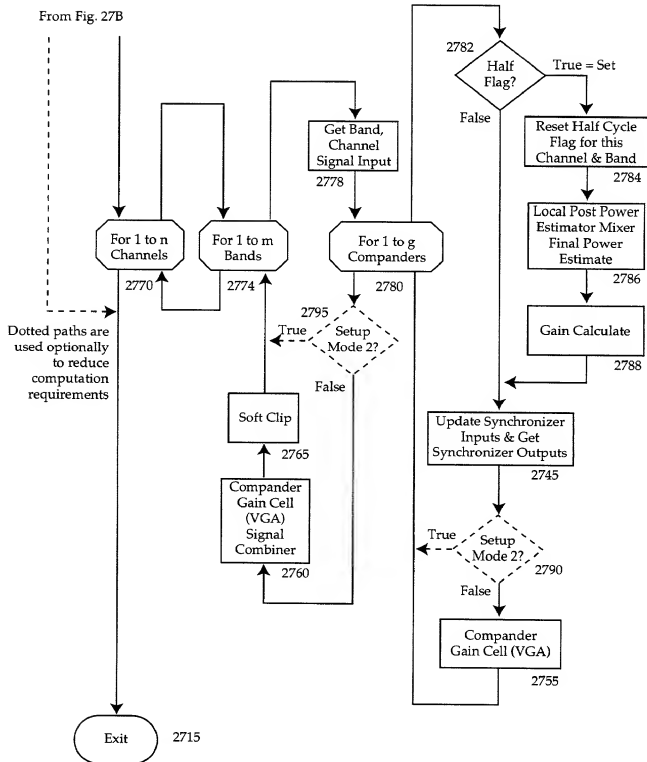 From Fig. 27B
Dotted paths are
used optionally
to reduce
computation
requirements
For 1 to n
Channels
2770
For 1 to m
Bands
2774
Get Band,
Channel
Signal Input
2778
For 1 to g
Companders
2780
2795
Setup
Mode 2?
True
False
Soft Clip
2765
Compander
Gain Cell
(VGA)
Signal
Combiner
2760
2782
Half
Flag?
True = Set
False
Reset Half Cycle
Flag for this
Channel & Band
2784
Local Post Power
Estimator Mixer
Final Power
Estimate
2786
Gain Calculate
2788
Update Synchronizer
Inputs & Get
Synchronizer Outputs
2745
True
Setup
Mode 2?
2790
False
Compander
Gain Cell (VGA)
2755
Exit
2715